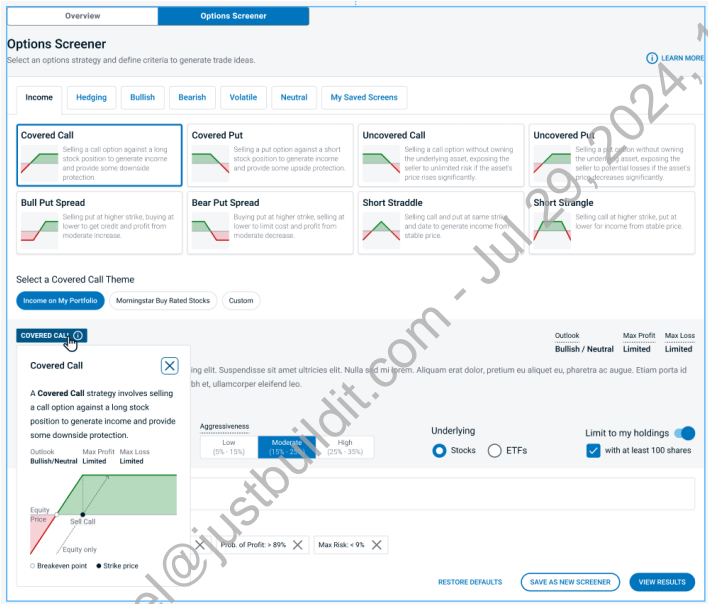 Overview
Options Screener
Options Screener
Select an options strategy and define criteria to generate trade ideas.
LEARN MORE
Income
Hedging
Bullish
Bearish
Volatile
Neutral
My Saved Screens
Covered Call
Selling a call option against a long
stock position to generate income
and provide some downside
protection.
Covered Put
Selling a put option against a short
stock position to generate income
and provide some upside protection.
Uncovered Call
Selling a call option without owning
the underlying asset, exposing the
seller to unlimited risk if the asset's
price rises significantly.
Uncovered Put
Selling a put option without owning
the underlying asset, exposing the
seller to potential losses if the asset's
price decreases significantly.
Bull Put Spread
Selling put at higher strike, buying at
lower to get credit and profit from
moderate increase.
Bear Put Spread
Buying put at higher strike, selling at
lower to limit cost and profit from
moderate decrease.
Short Straddle
Selling call and put at same strike
and date to generate income from
stable price.
Short Strangle
Selling call at higher strike, put at
lower for income from stable price.
Select a Covered Call Theme
Income on My Portfolio
Morningstar Buy Rated Stocks
Custom
COVERED CALL
Outlook
Bullish / Neutral
Max Profit
Limited
Max Loss
Limited
ing elit. Suspendisse sit amet ultricies elit. Nulla sed mi lorem. Aliquam erat dolor, pretium eu aliquet eu, pharetra ac augue. Etiam porta id
bh et, ullamcorper eleifend leo.
Covered Call
A Covered Call strategy involves selling
a call option against a long stock
position to generate income and provide
some downside protection.
Outlook
Bullish/Neutral
Max Profit
Limited
Max Loss
Limited
Equity
Price
Sell Call
Equity only
Breakeven point
Strike price
Aggressiveness
Low
(5% - 15%)
Moderate
(15% - 25%)
High
(25% - 35%)
Underlying
Stocks
ETFs
Limit to my holdings
with at least 100 shares
Prob. of Profit: > 89%
Max Risk: < 9%
RESTORE DEFAULTS
SAVE AS NEW SCREENER
VIEW RESULTS
el@justbuildit.com - Jul 29, 2024, 1